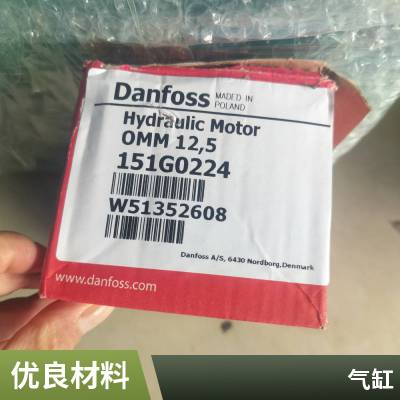 Danfoss
MADE IN
POLAND
Hydraulic Motor
OMM 12,5
151G0224
W51352608
Danfoss A/S, 6430 Nordborg,Denmark
www.danfoss.com
优良材料
气缸